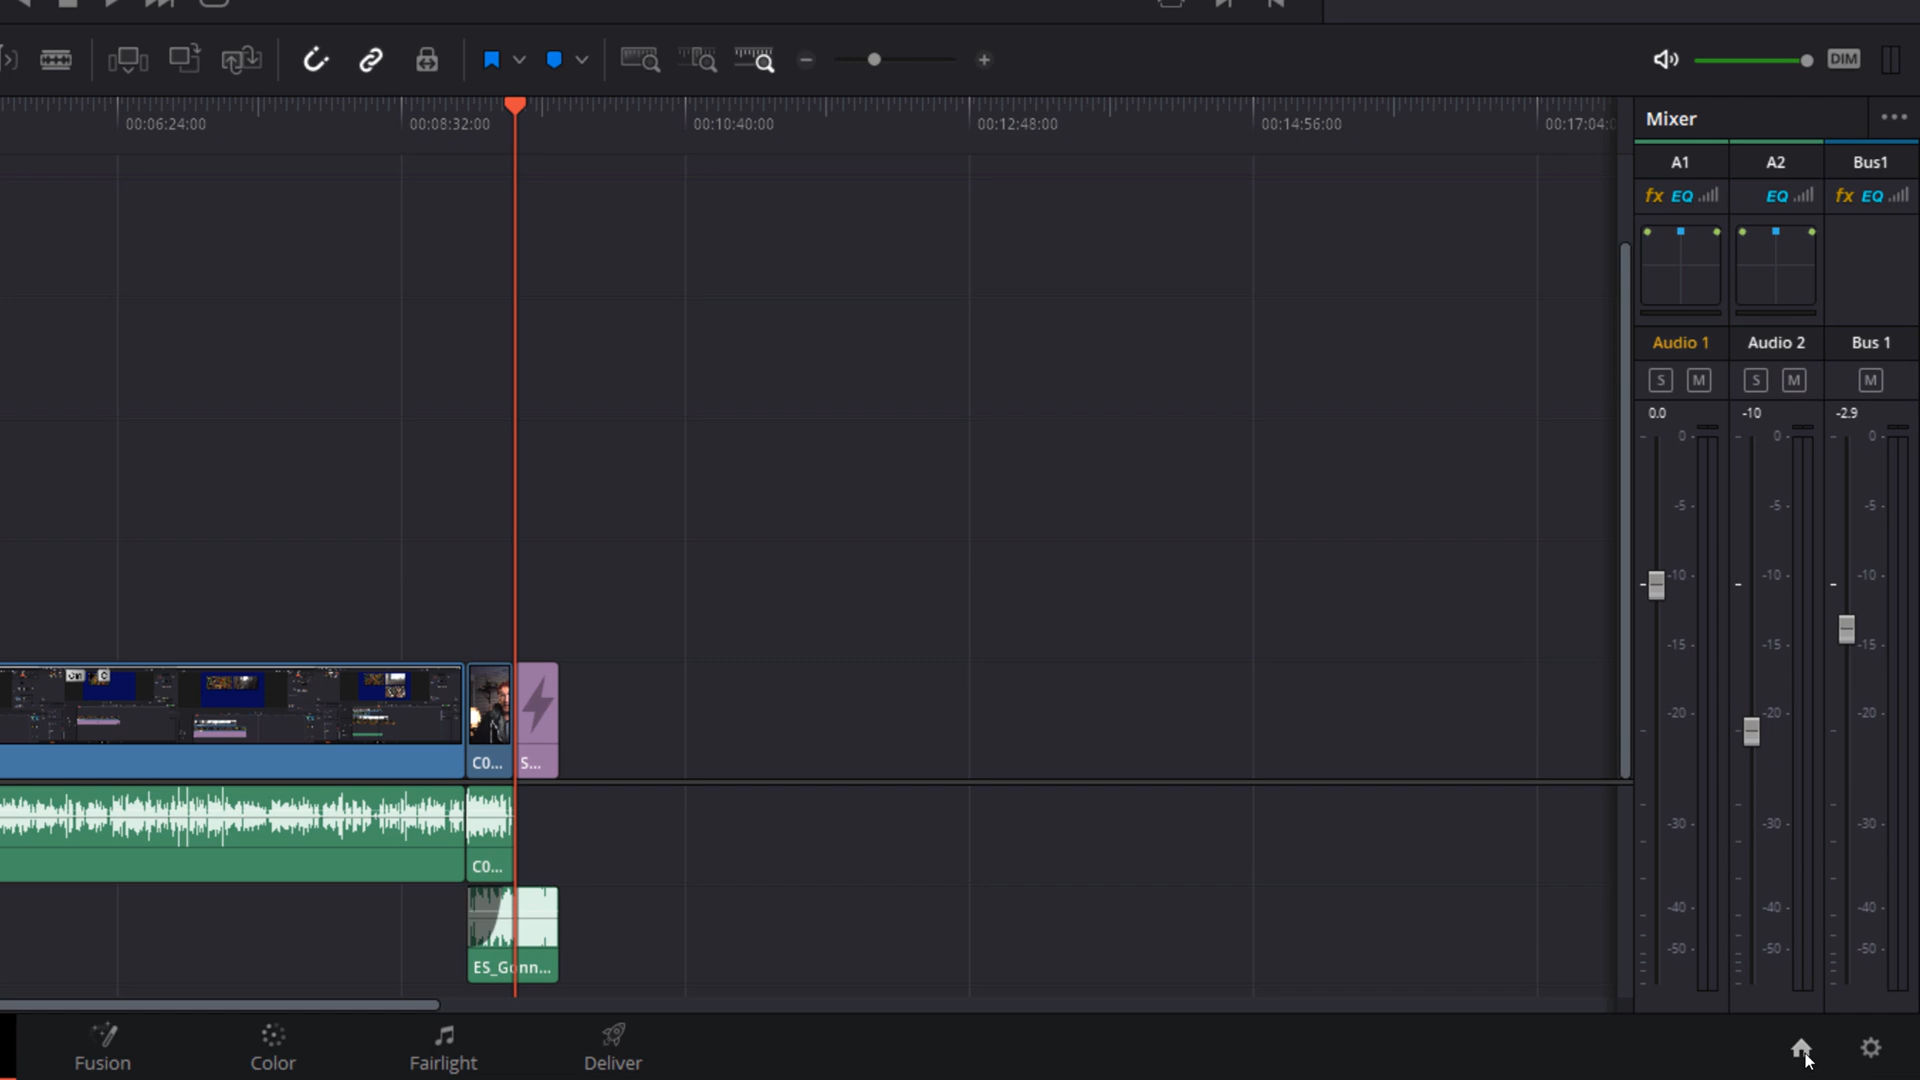 DIM
00:06:24:00 00:08:32:00 00:10:40:00 00:12:48:00 00:14:56:00 00:17:04:0
Mixer
A1 A2 Bus1
fx EQ EQ fx EQ
Audio 1 Audio 2 Bus 1
S M S M M
0.0 -10 -2.9
0 0 0
-5 -5 -5
-10 -10 -10
-15 -15 -15
-20 -20 -20
-30 -30 -30
-40 -40 -40
-50 -50 -50
C0... S...
C0...
ES_Gonn...
Fusion Color Fairlight Deliver